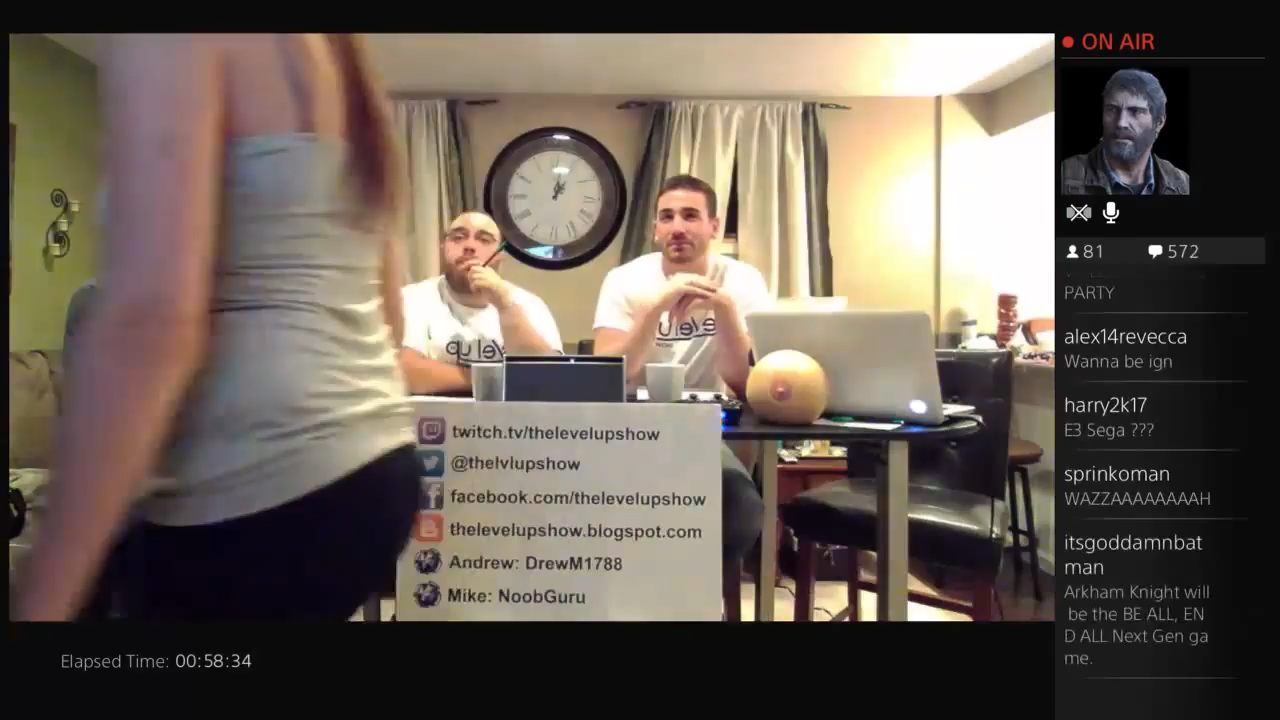 ON AIR
81 572
PARTY
alex14revecca
Wanna be ign
harry2k17
E3 Sega ???
sprinkoman
WAZZAAAAAAAAH
itsgoddamnbat
man
Arkham Knight will
be the BE ALL, EN
D ALL Next Gen ga
me.
twitch.tv/thelevelupshow
@thelvlupshow
facebook.com/thelevelupshow
thelevelupshow.blogspot.com
Andrew: DrewM1788
Mike: NoobGuru
Elapsed Time: 00:58:34